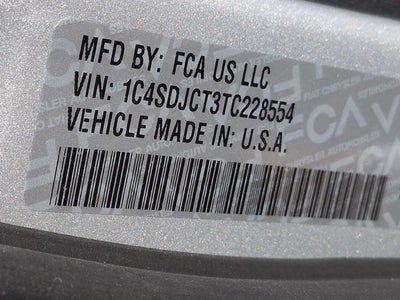 MFD BY: FCA US LLC
VIN: 1C4SDJCT3TC228554
VEHICLE MADE IN: U.S.A.